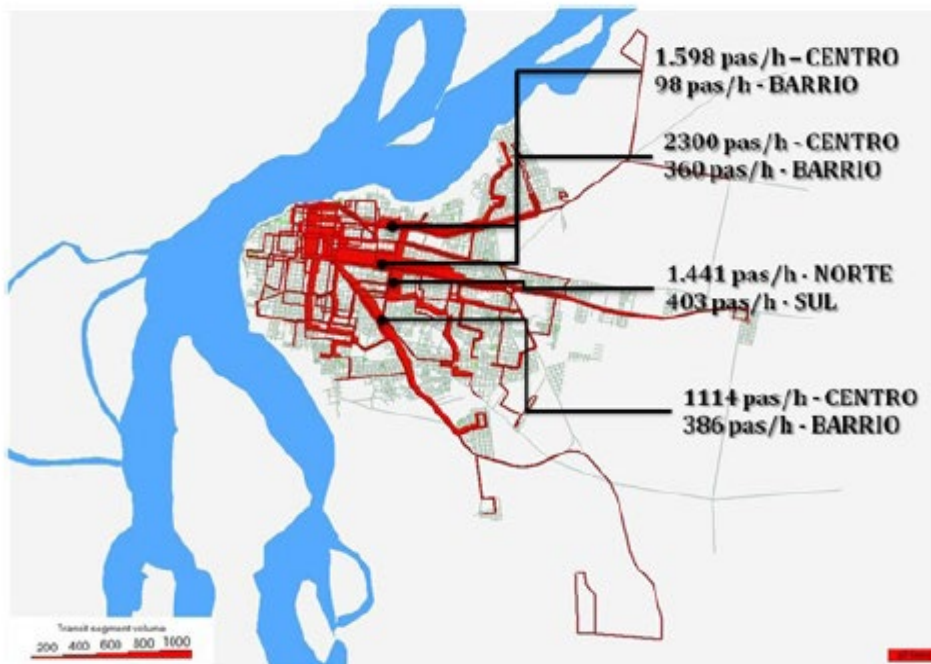 1.598 pas/h – CENTRO
98 pas/h - BARRIO
2300 pas/h - CENTRO
360 pas/h - BARRIO
1.441 pas/h - NORTE
403 pas/h - SUL
1114 pas/h - CENTRO
386 pas/h - BARRIO
Transit segment volume
200 400 600 800 1000